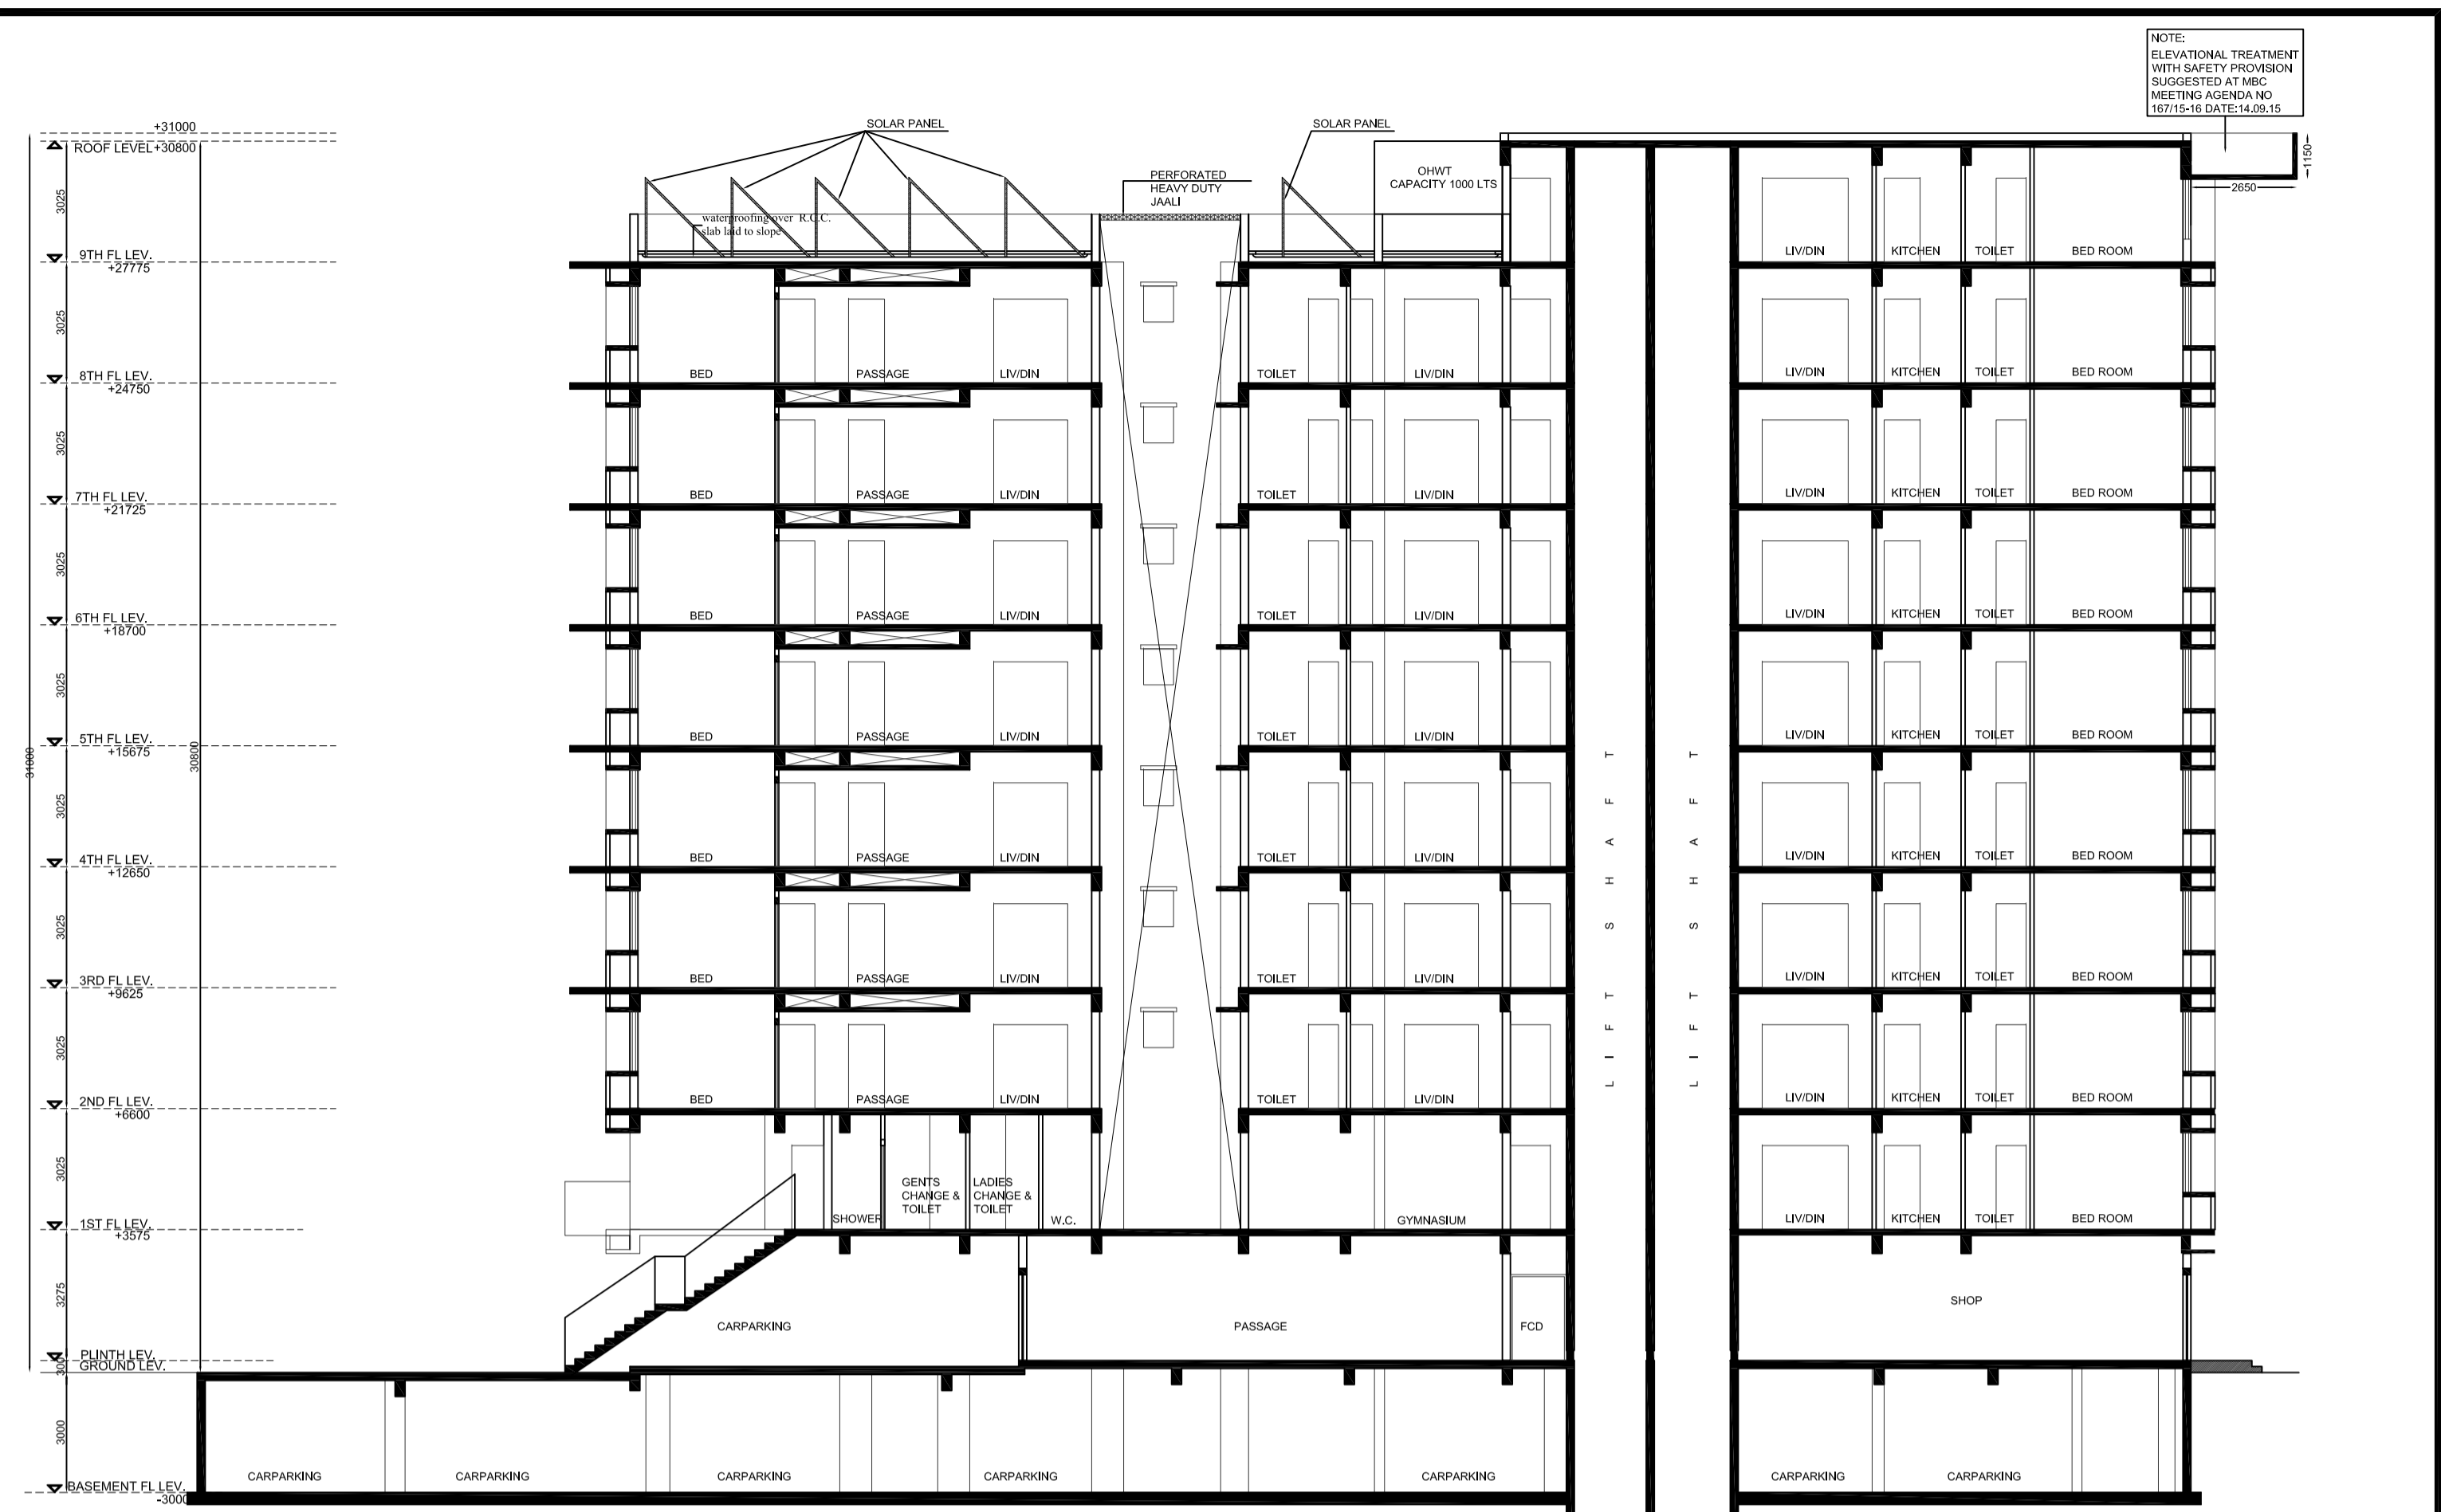 NOTE:
ELEVATIONAL TREATMENT
WITH SAFETY PROVISION
SUGGESTED AT MBC
MEETING AGENDA NO
167/15-16 DATE:14.09.15
1150
2650
+31000
ROOF LEVEL+30800
SOLAR PANEL
SOLAR PANEL
PERFORATED
HEAVY DUTY
JAALI
OHWT
CAPACITY 1000 LTS
waterproofing over R.C.C.
slab laid to slope
3025
9TH FL LEV.
+27775
LIV/DIN KITCHEN TOILET BED ROOM
3025
8TH FL LEV.
+24750
BED PASSAGE LIV/DIN TOILET LIV/DIN LIV/DIN KITCHEN TOILET BED ROOM
3025
7TH FL LEV.
+21725
BED PASSAGE LIV/DIN TOILET LIV/DIN LIV/DIN KITCHEN TOILET BED ROOM
3025
6TH FL LEV.
+18700
BED PASSAGE LIV/DIN TOILET LIV/DIN LIV/DIN KITCHEN TOILET BED ROOM
3025
5TH FL LEV.
+15675
BED PASSAGE LIV/DIN TOILET LIV/DIN LIV/DIN KITCHEN TOILET BED ROOM
31000
30800
3025
4TH FL LEV.
+12650
BED PASSAGE LIV/DIN TOILET LIV/DIN LIV/DIN KITCHEN TOILET BED ROOM
3025
3RD FL LEV.
+9625
BED PASSAGE LIV/DIN TOILET LIV/DIN LIV/DIN KITCHEN TOILET BED ROOM
3025
2ND FL LEV.
+6600
BED PASSAGE LIV/DIN TOILET LIV/DIN LIV/DIN KITCHEN TOILET BED ROOM
LIFT SHAFT
LIFT SHAFT
3025
1ST FL LEV.
+3575
SHOWER
GENTS
CHANGE &
TOILET
LADIES
CHANGE &
TOILET
W.C.
GYMNASIUM
LIV/DIN KITCHEN TOILET BED ROOM
3275
CARPARKING PASSAGE FCD SHOP
PLINTH LEV.
300
GROUND LEV.
3000
CARPARKING CARPARKING CARPARKING CARPARKING CARPARKING CARPARKING CARPARKING
BASEMENT FL LEV.
-3000